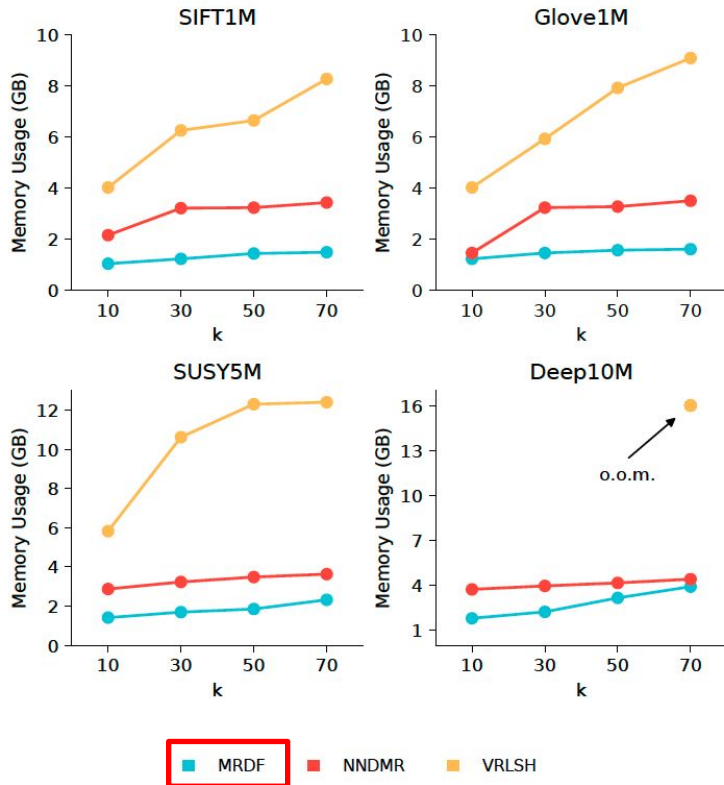 SIFT1M
Memory Usage (GB)
10
8
6
4
2
0
10 30 50 70
k
Glove1M
Memory Usage (GB)
10
8
6
4
2
0
10 30 50 70
k
SUSY5M
Memory Usage (GB)
12
10
8
6
4
2
0
10 30 50 70
k
Deep10M
Memory Usage (GB)
16
13
10
7
4
1
o.o.m.
10 30 50 70
k
MRDF NNDMR VRLSH